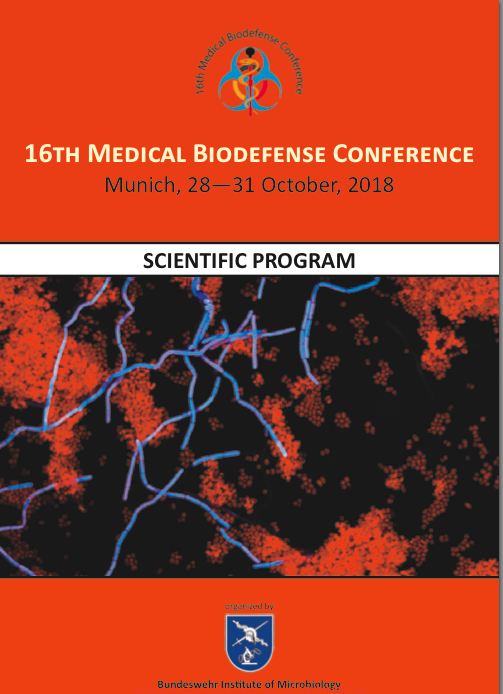 16th Medical Biodefense Conference
16TH MEDICAL BIODEFENSE CONFERENCE
Munich, 28—31 October, 2018
SCIENTIFIC PROGRAM
organized by
Bundeswehr Institute of Microbiology